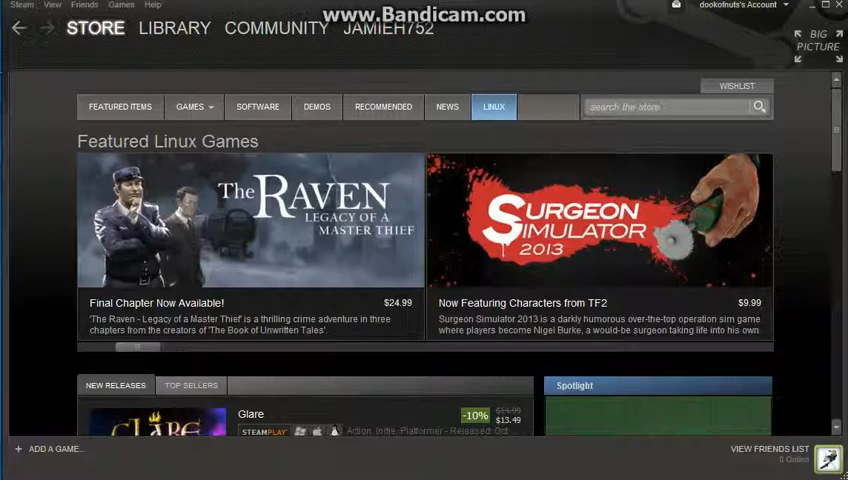 www.Bandicam.com
Steam View Friends Games Help
dookofnuts's Account
STORE LIBRARY COMMUNITY JAMIEH752
BIG PICTURE
WISHLIST
FEATURED ITEMS GAMES SOFTWARE DEMOS RECOMMENDED NEWS LINUX
search the store
Featured Linux Games
The RAVEN
LEGACY OF A
MASTER THIEF
SURGEON
SIMULATOR
2013
Final Chapter Now Available! $24.99
'The Raven - Legacy of a Master Thief' is a thrilling crime adventure in three
chapters from the creators of 'The Book of Unwritten Tales'.
Now Featuring Characters from TF2 $9.99
Surgeon Simulator 2013 is a darkly humorous over-the-top operation sim game
where players become Nigel Burke, a would-be surgeon taking life into his own
NEW RELEASES TOP SELLERS
Spotlight
GLARE
Glare
-10% $14.99
$13.49
STEAMPLAY Action, Indie, Platformer - Released: Oct
+ ADD A GAME...
VIEW FRIENDS LIST
0 Online